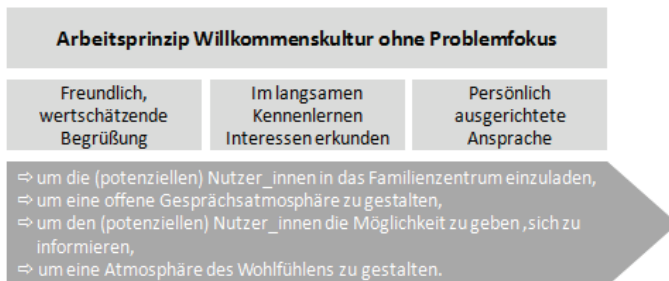 Arbeitsprinzip Willkommenskultur ohne Problemfokus
Freundlich,
wertschätzende
Begrüßung
Im langsamen
Kennenlernen
Interessen erkunden
Persönlich
ausgerichtete
Ansprache
⇨ um die (potenziellen) Nutzer_innen in das Familienzentrum einzuladen,
⇨ um eine offene Gesprächsatmosphäre zu gestalten,
⇨ um den (potenziellen) Nutzer_innen die Möglichkeit zu geben ,sich zu
informieren,
⇨ um eine Atmosphäre des Wohlfühlens zu gestalten.